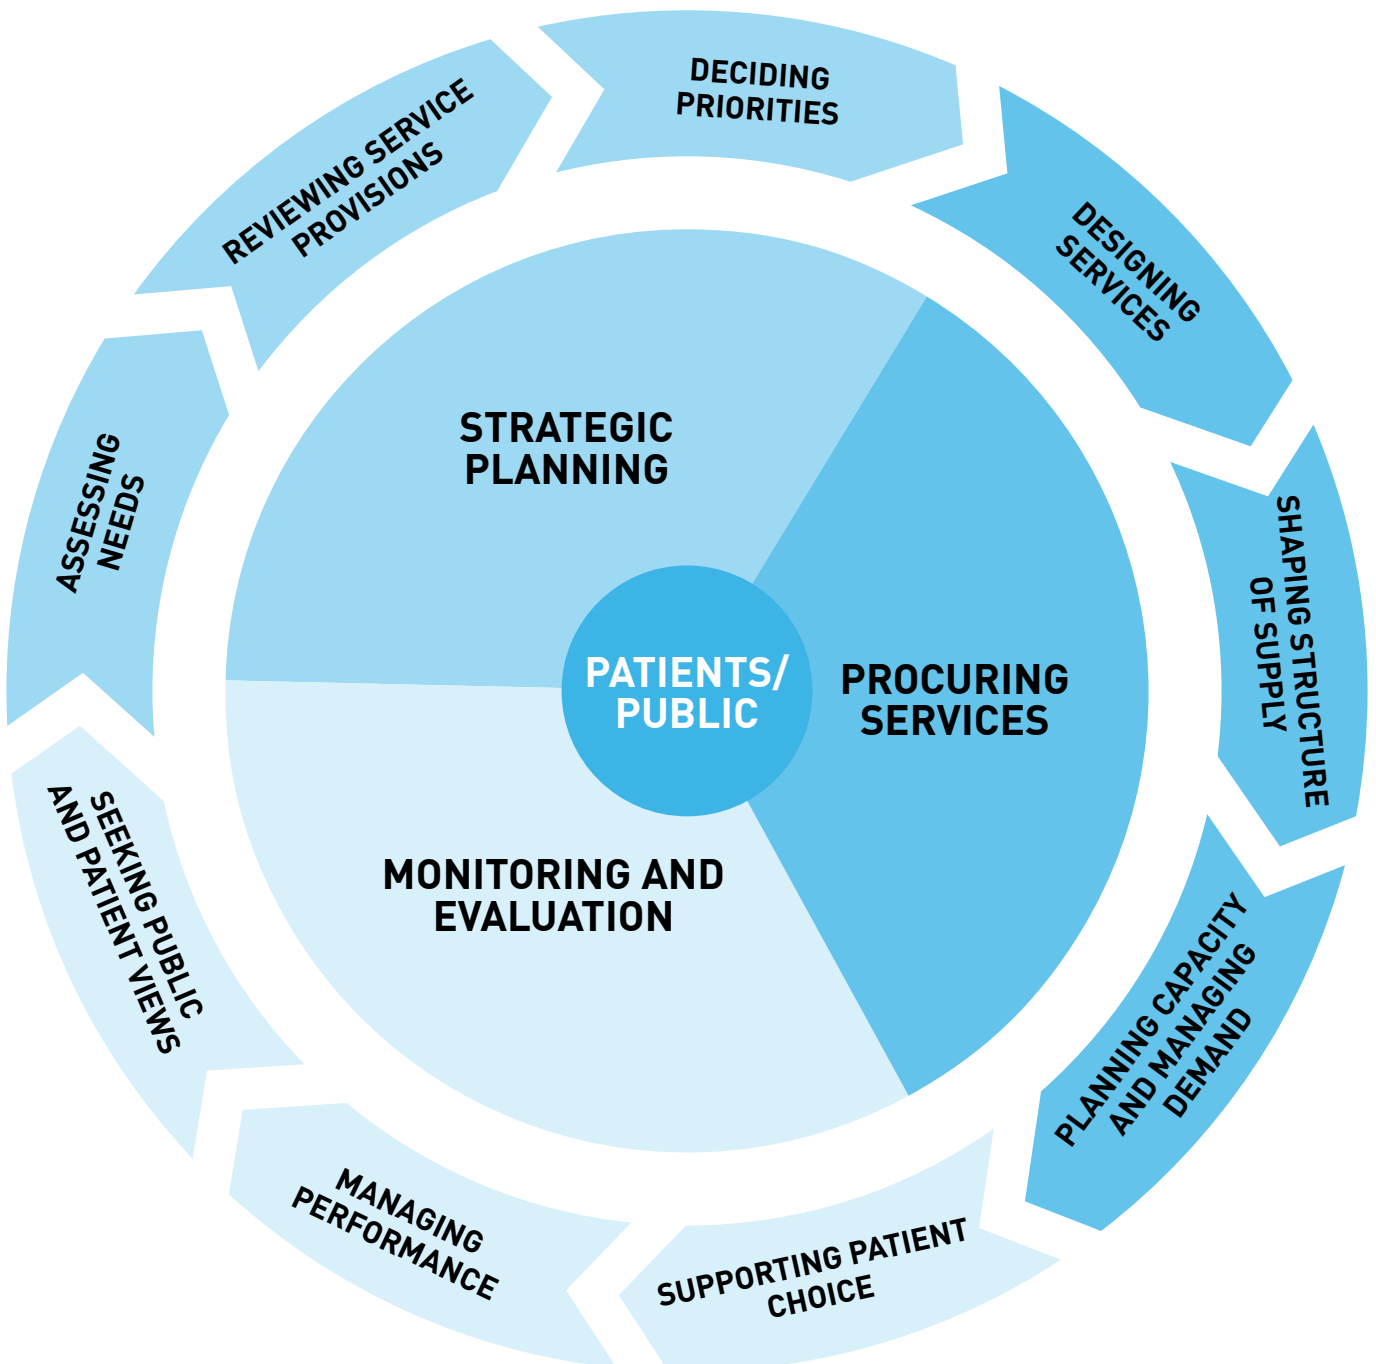 DECIDING
PRIORITIES
DESIGNING
SERVICES
SHAPING STRUCTURE
OF SUPPLY
PLANNING CAPACITY
AND MANAGING
DEMAND
SUPPORTING PATIENT
CHOICE
MANAGING
PERFORMANCE
SEEKING PUBLIC
AND PATIENT VIEWS
ASSESSING
NEEDS
REVIEWING SERVICE
PROVISIONS
STRATEGIC
PLANNING
PROCURING
SERVICES
MONITORING AND
EVALUATION
PATIENTS/
PUBLIC